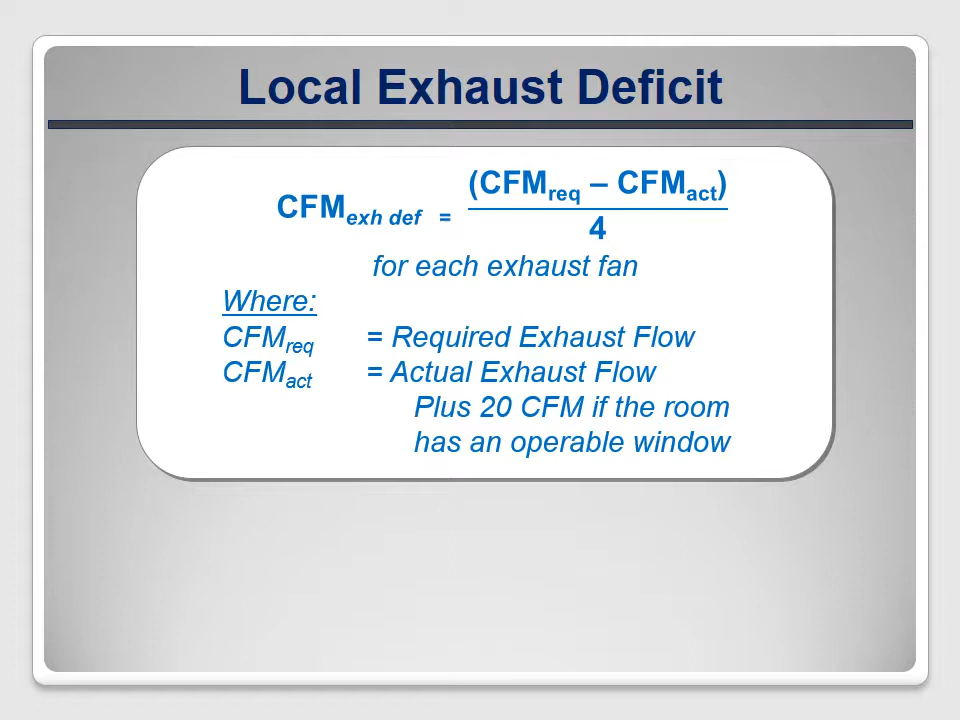 Local Exhaust Deficit
CFMexh def = (CFMreq – CFMact)
4
for each exhaust fan
Where:
CFMreq = Required Exhaust Flow
CFMact = Actual Exhaust Flow
Plus 20 CFM if the room
has an operable window